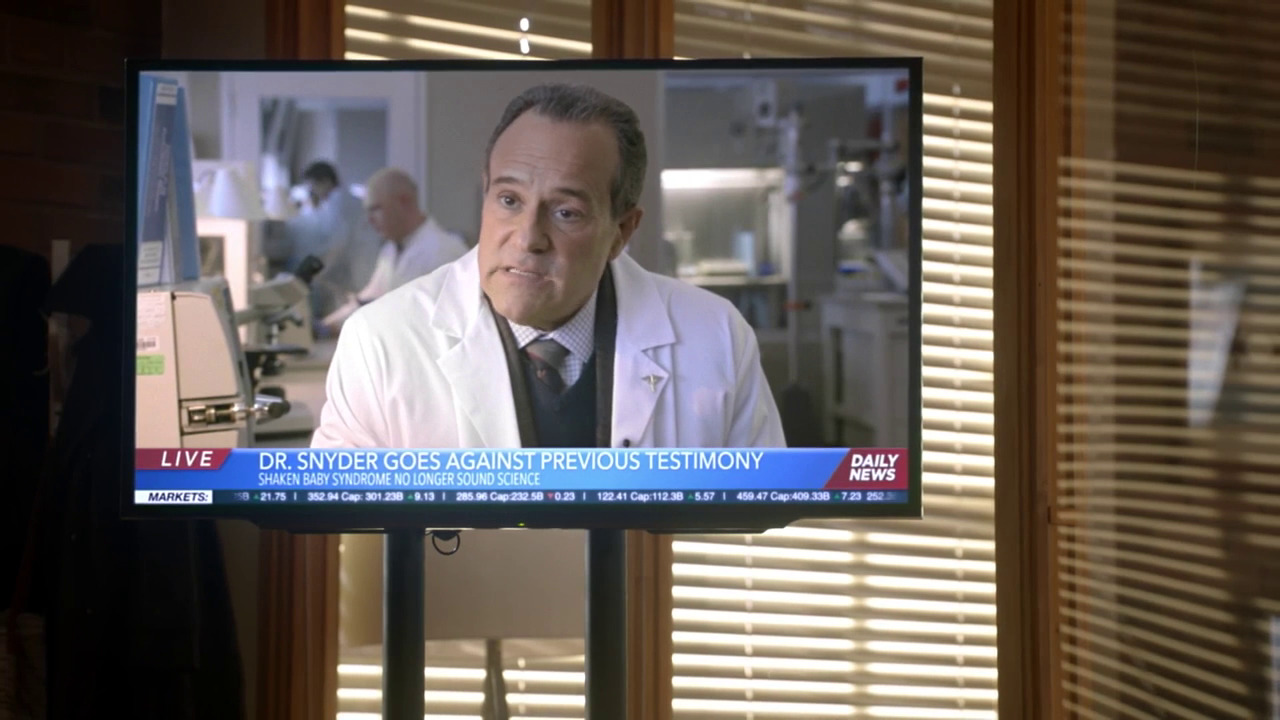 LIVE
DR. SNYDER GOES AGAINST PREVIOUS TESTIMONY
SHAKEN BABY SYNDROME NO LONGER SOUND SCIENCE
DAILY
NEWS
MARKETS: 21.75 | 352.94 Cap: 301.23B 9.13 | 285.96 Cap:232.5B 0.23 | 122.41 Cap:112.3B 5.57 | 459.47 Cap:409.33B 7.23